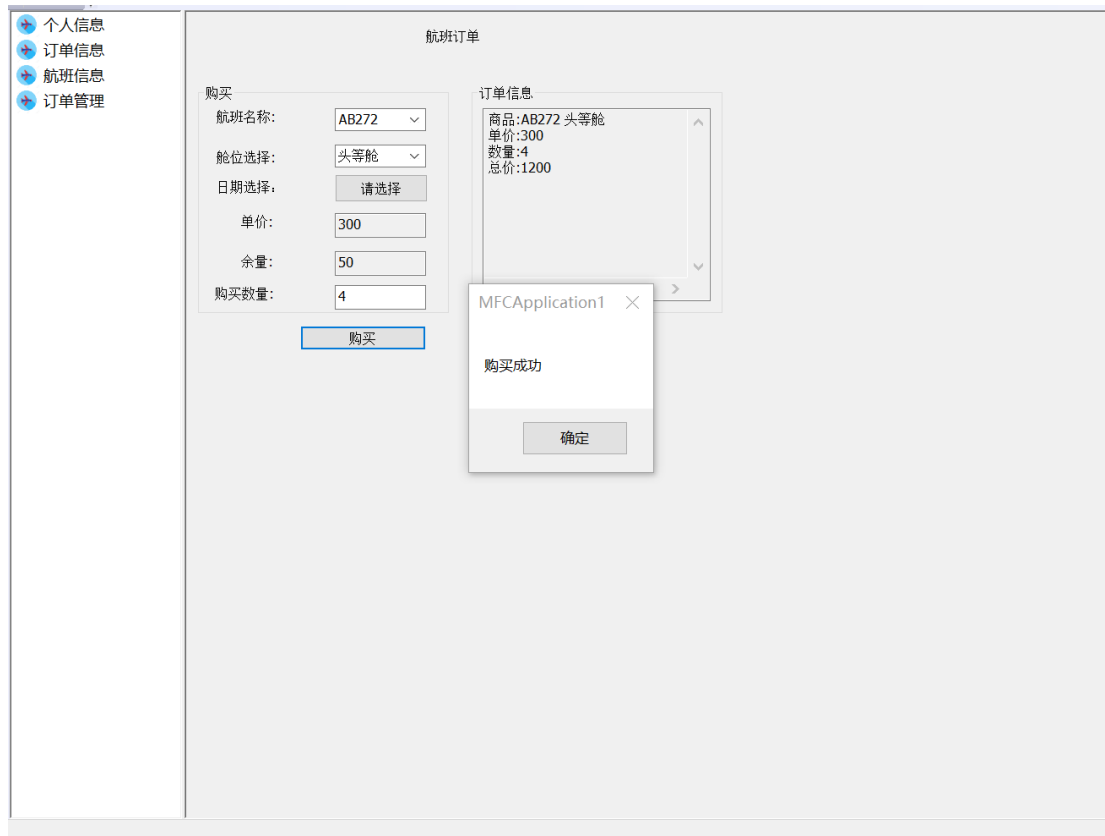 个人信息
订单信息
航班信息
订单管理
航班订单
购买
航班名称:
AB272
舱位选择:
头等舱
日期选择:
请选择
单价:
300
余量:
50
购买数量:
4
购买
订单信息
商品:AB272 头等舱
单价:300
数量:4
总价:1200
MFCApplication1
购买成功
确定